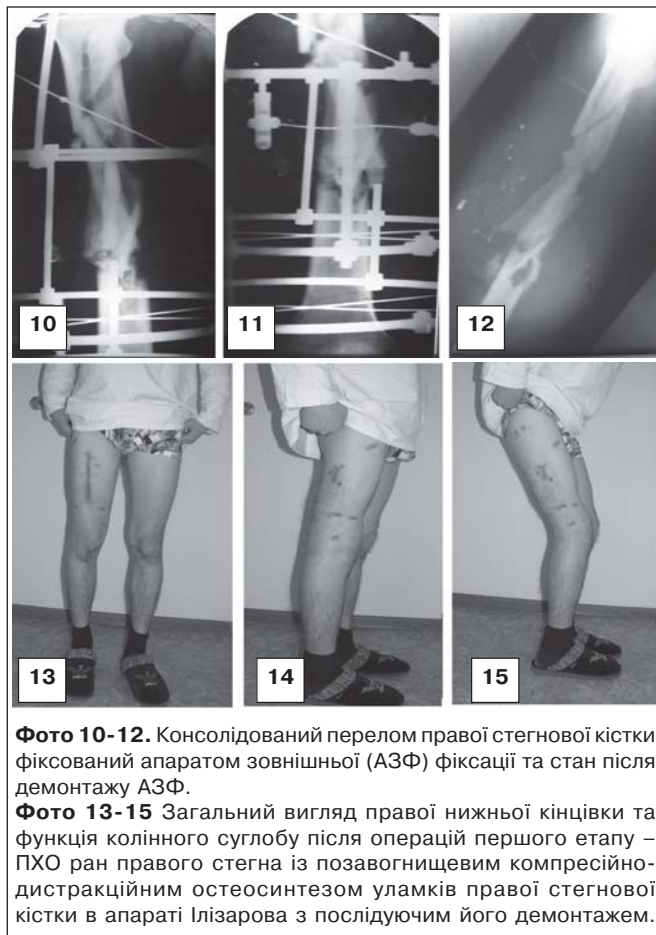 10
11
12
13
14
15
Фото 10-12. Консолідований перелом правої стегнової кістки
фіксований апаратом зовнішньої (АЗФ) фіксації та стан після
демонтажу АЗФ.
Фото 13-15 Загальний вигляд правої нижньої кінцівки та
функція колінного суглобу після операцій першого етапу –
ПХО ран правого стегна із позавогнищевим компресійно-
дистракційним остеосинтезом уламків правої стегнової
кістки в апараті Ілізарова з послідуючим його демонтажем.